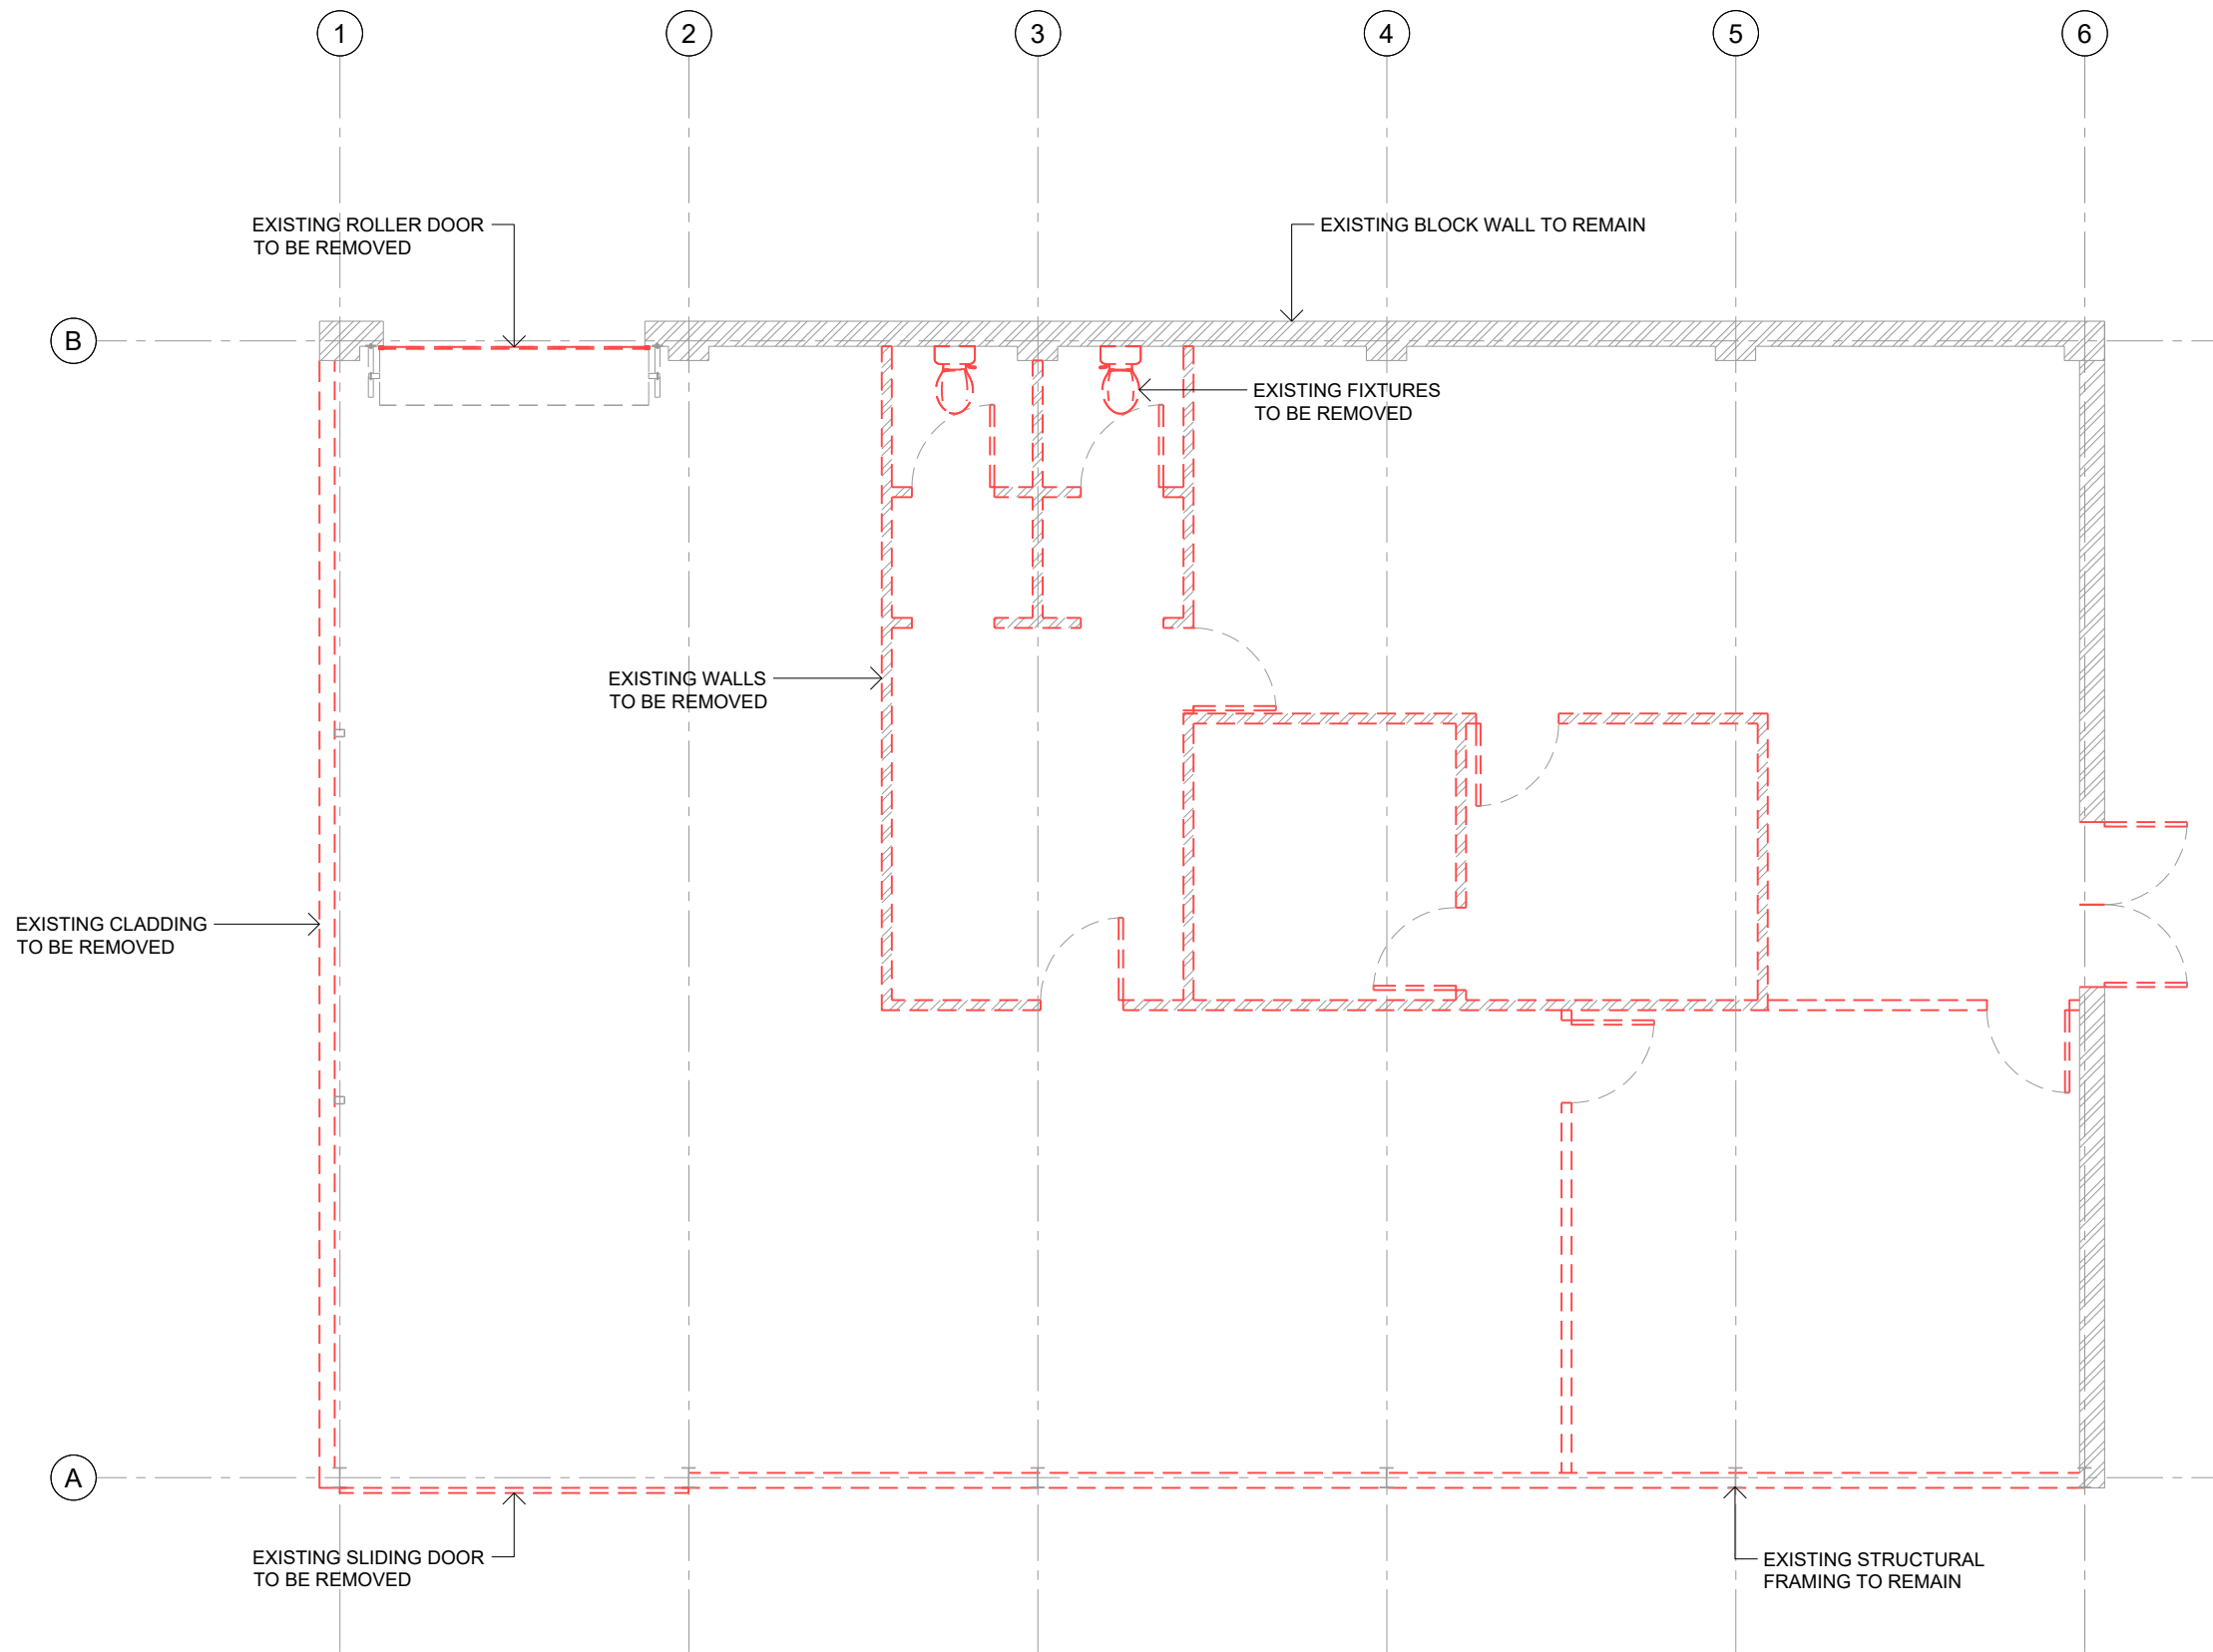 1
2
3
4
5
6
EXISTING ROLLER DOOR
TO BE REMOVED
EXISTING BLOCK WALL TO REMAIN
B
EXISTING FIXTURES
TO BE REMOVED
EXISTING WALLS
TO BE REMOVED
EXISTING CLADDING
TO BE REMOVED
A
EXISTING SLIDING DOOR
TO BE REMOVED
EXISTING STRUCTURAL
FRAMING TO REMAIN